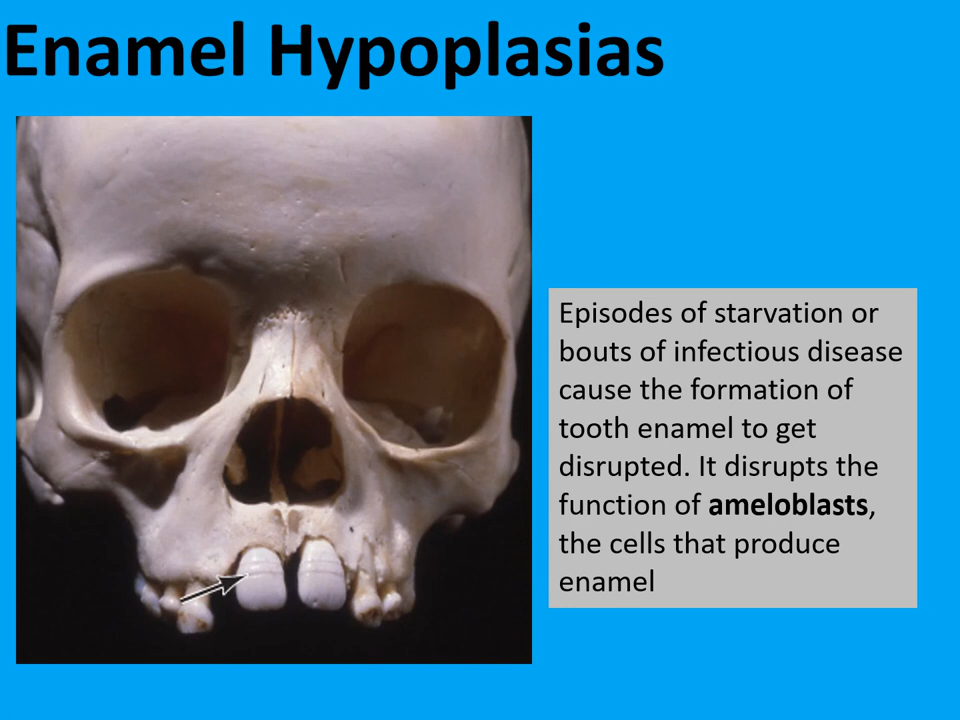 Enamel Hypoplasias
Episodes of starvation or
bouts of infectious disease
cause the formation of
tooth enamel to get
disrupted. It disrupts the
function of ameloblasts,
the cells that produce
enamel